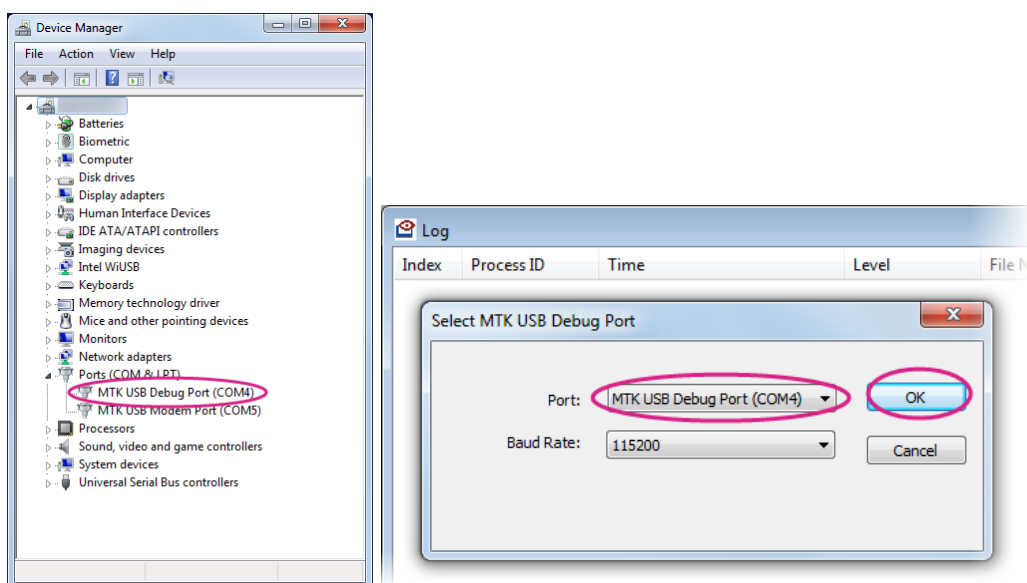 Device Manager
File Action View Help
Batteries
Biometric
Computer
Disk drives
Display adapters
Human Interface Devices
IDE ATA/ATAPI controllers
Imaging devices
Intel WiUSB
Keyboards
Memory technology driver
Mice and other pointing devices
Monitors
Network adapters
Ports (COM & LPT)
MTK USB Debug Port (COM4)
MTK USB Modem Port (COM5)
Processors
Sound, video and game controllers
System devices
Universal Serial Bus controllers
Log
Index Process ID Time Level File N
Select MTK USB Debug Port
Port: MTK USB Debug Port (COM4) OK
Baud Rate: 115200 Cancel